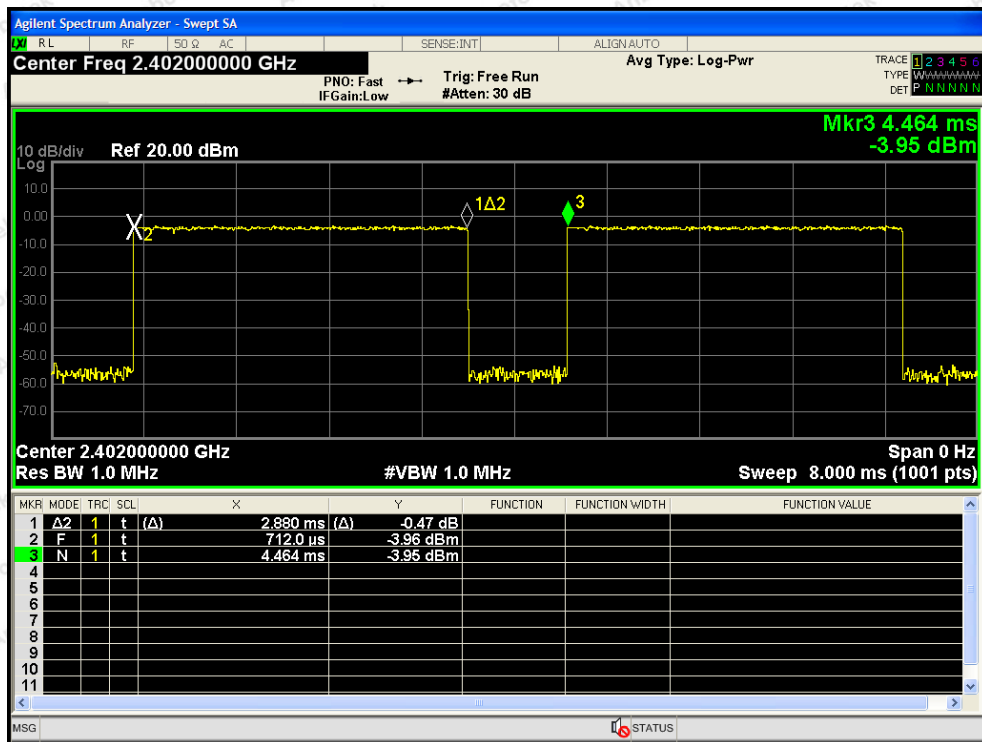 Agilent Spectrum Analyzer - Swept SA
LXI RL RF 50 Ω AC SENSE:INT ALIGNAUTO
Center Freq 2.402000000 GHz Avg Type: Log-Pwr TRACE 1 2 3 4 5 6
PNO: Fast Trig: Free Run TYPE WWWWWW
IFGain:Low #Atten: 30 dB DET P N N N N N
Mkr3 4.464 ms
10 dB/div Ref 20.00 dBm -3.95 dBm
Log
10.0
0.00
-10.0
-20.0
-30.0
-40.0
-50.0
-60.0
-70.0
X2 1Δ2 3
Center 2.402000000 GHz Span 0 Hz
Res BW 1.0 MHz #VBW 1.0 MHz Sweep 8.000 ms (1001 pts)
MKR MODE TRC SCL X Y FUNCTION FUNCTION WIDTH FUNCTION VALUE
1 Δ2 1 t (Δ) 2.880 ms (Δ) -0.47 dB
2 F 1 t 712.0 µs -3.96 dBm
3 N 1 t 4.464 ms -3.95 dBm
4
5
6
7
8
9
10
11
MSG STATUS